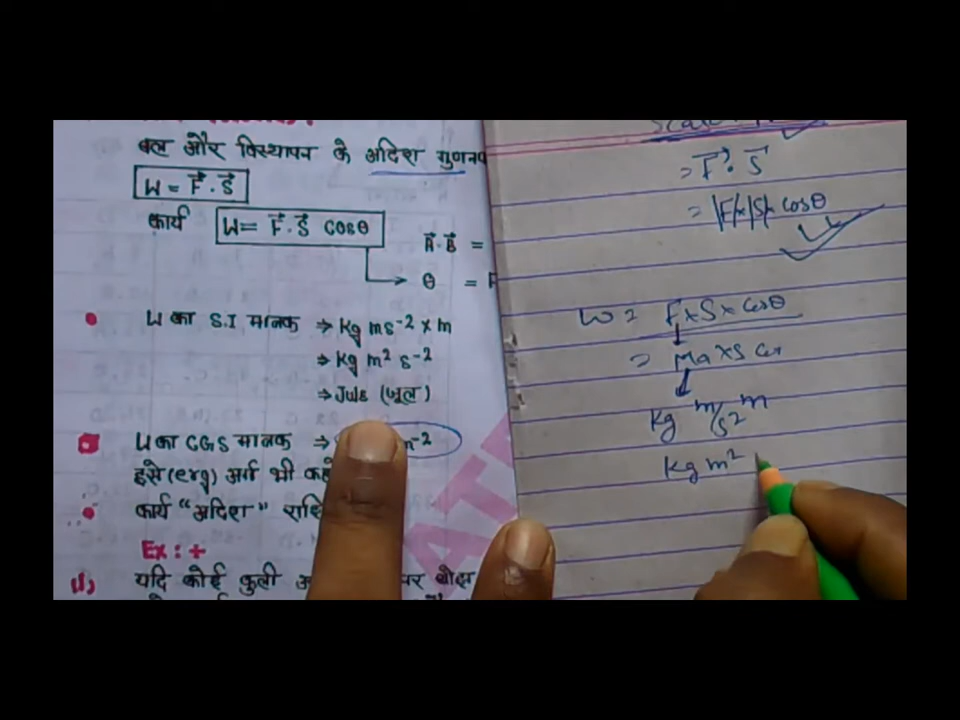 बल और विस्थापन के अदिश गुणनफ
W = F⃗ . S⃗
कार्य W = F⃗ . S⃗ cosθ
A⃗ . B⃗ =
θ =
W का S.I मात्रक → Kg ms⁻² × m
→ Kg m² s⁻²
→ Jule (जूल)
W का CGS मात्रक →
इसे (erg) अर्ग भी
कार्य "अदिश"
Ex : +
(1) यदि कोई कुली पर बोझ
= F⃗ . S⃗
= |F|×|S|× cosθ
W = F×S× cosθ
= Ma × S cos
Kg m/s² m
Kg m²